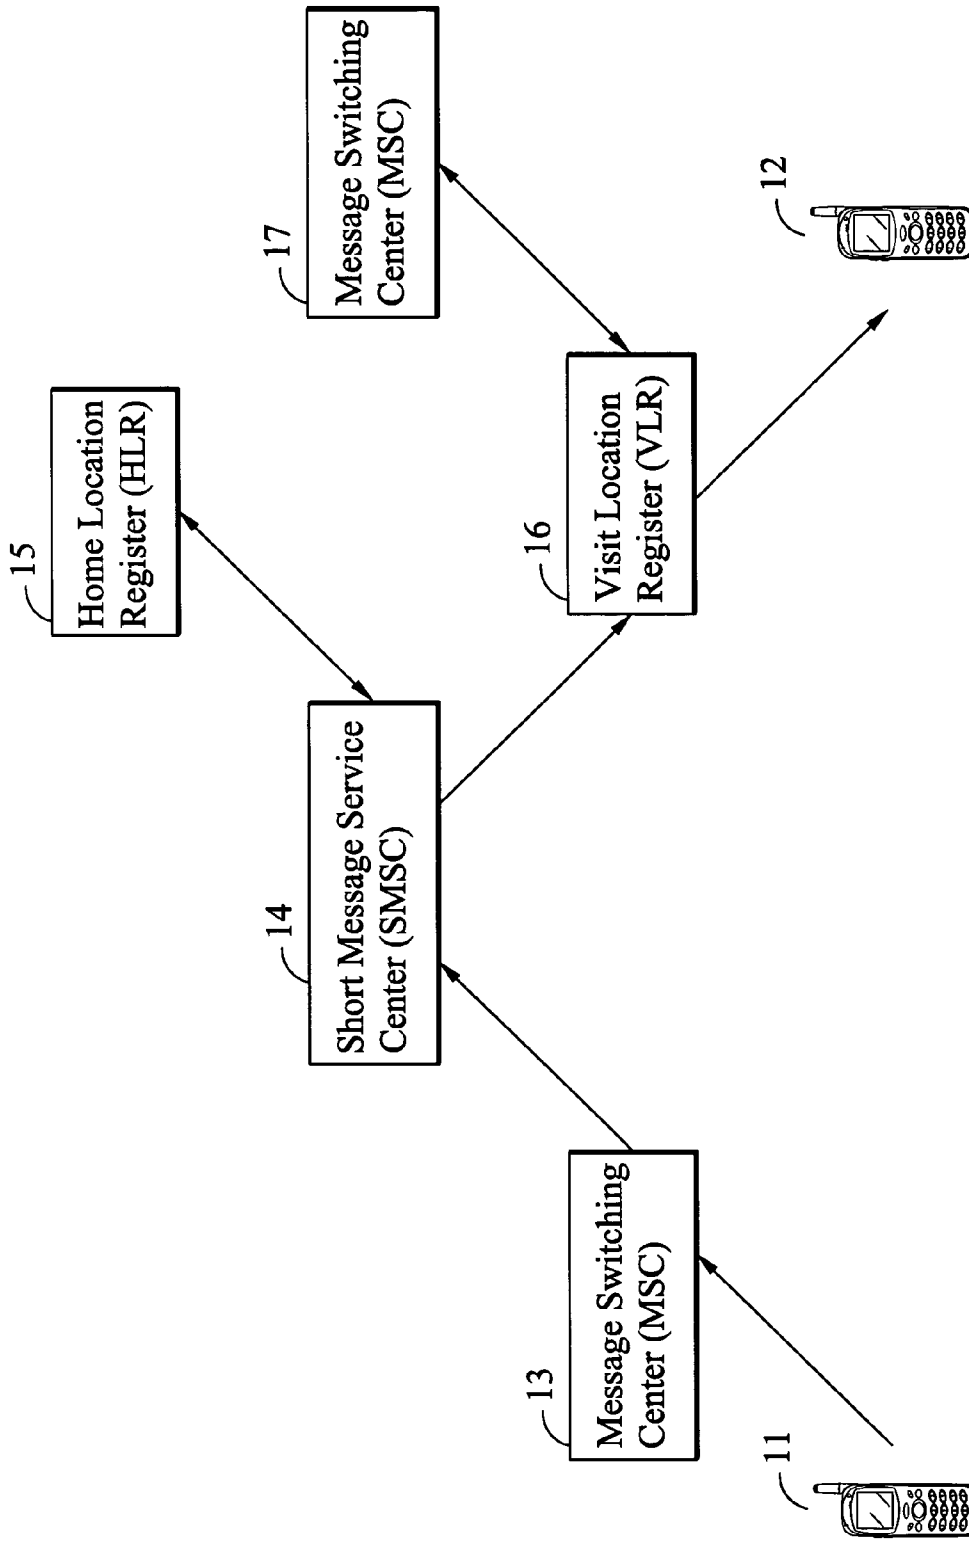 15
Home Location
Register (HLR)
17
Message Switching
Center (MSC)
14
Short Message Service
Center (SMSC)
16
Visit Location
Register (VLR)
13
Message Switching
Center (MSC)
11
12